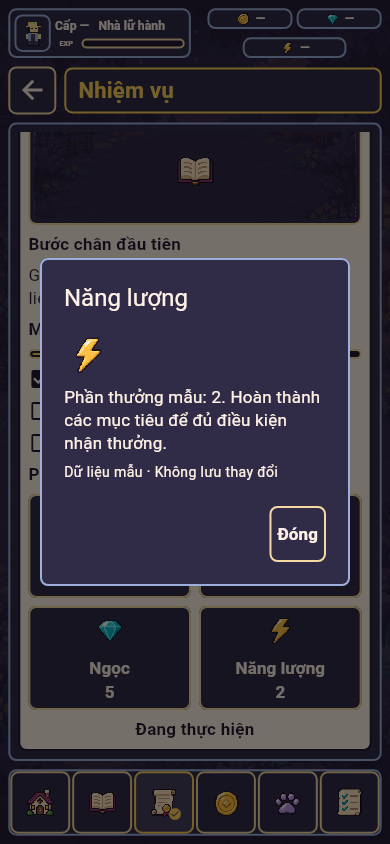 Cấp — Nhà lữ hành
EXP
—
—
—
Nhiệm vụ
Bước chân đầu tiên
Năng lượng
Phần thưởng mẫu: 2. Hoàn thành
các mục tiêu để đủ điều kiện
nhận thưởng.
Dữ liệu mẫu · Không lưu thay đổi
Đóng
Ngọc
5
Năng lượng
2
Đang thực hiện